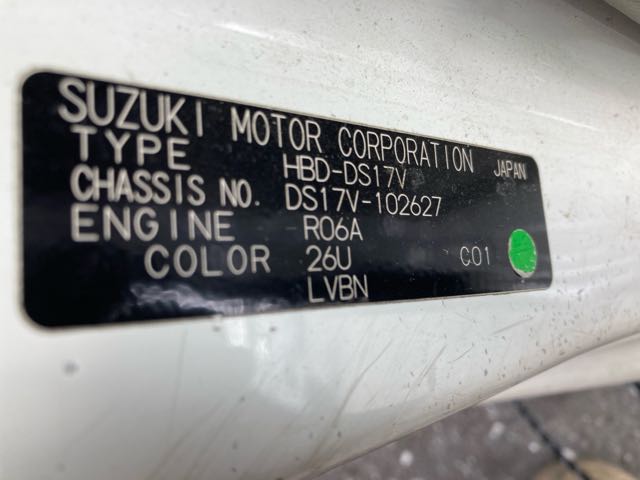 SUZUKI MOTOR CORPORATION JAPAN
TYPE HBD-DS17V
CHASSIS NO. DS17V-102627
ENGINE R06A
COLOR 26U C01
LVBN